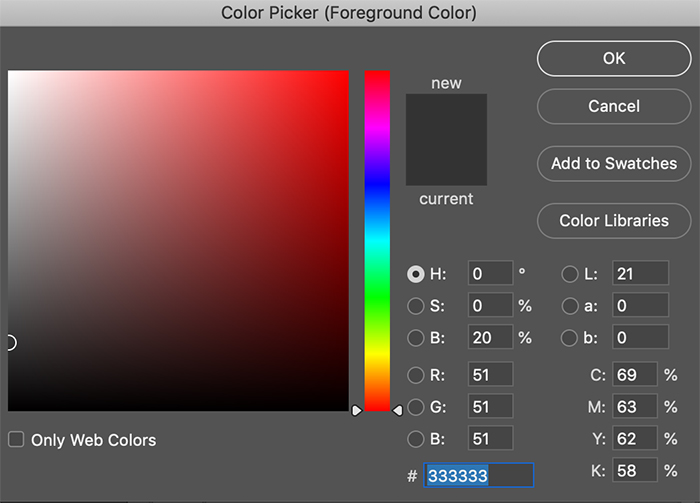 Color Picker (Foreground Color)
new
current
OK
Cancel
Add to Swatches
Color Libraries
H: 0 °
S: 0 %
B: 20 %
R: 51
G: 51
B: 51
# 333333
L: 21
a: 0
b: 0
C: 69 %
M: 63 %
Y: 62 %
K: 58 %
Only Web Colors